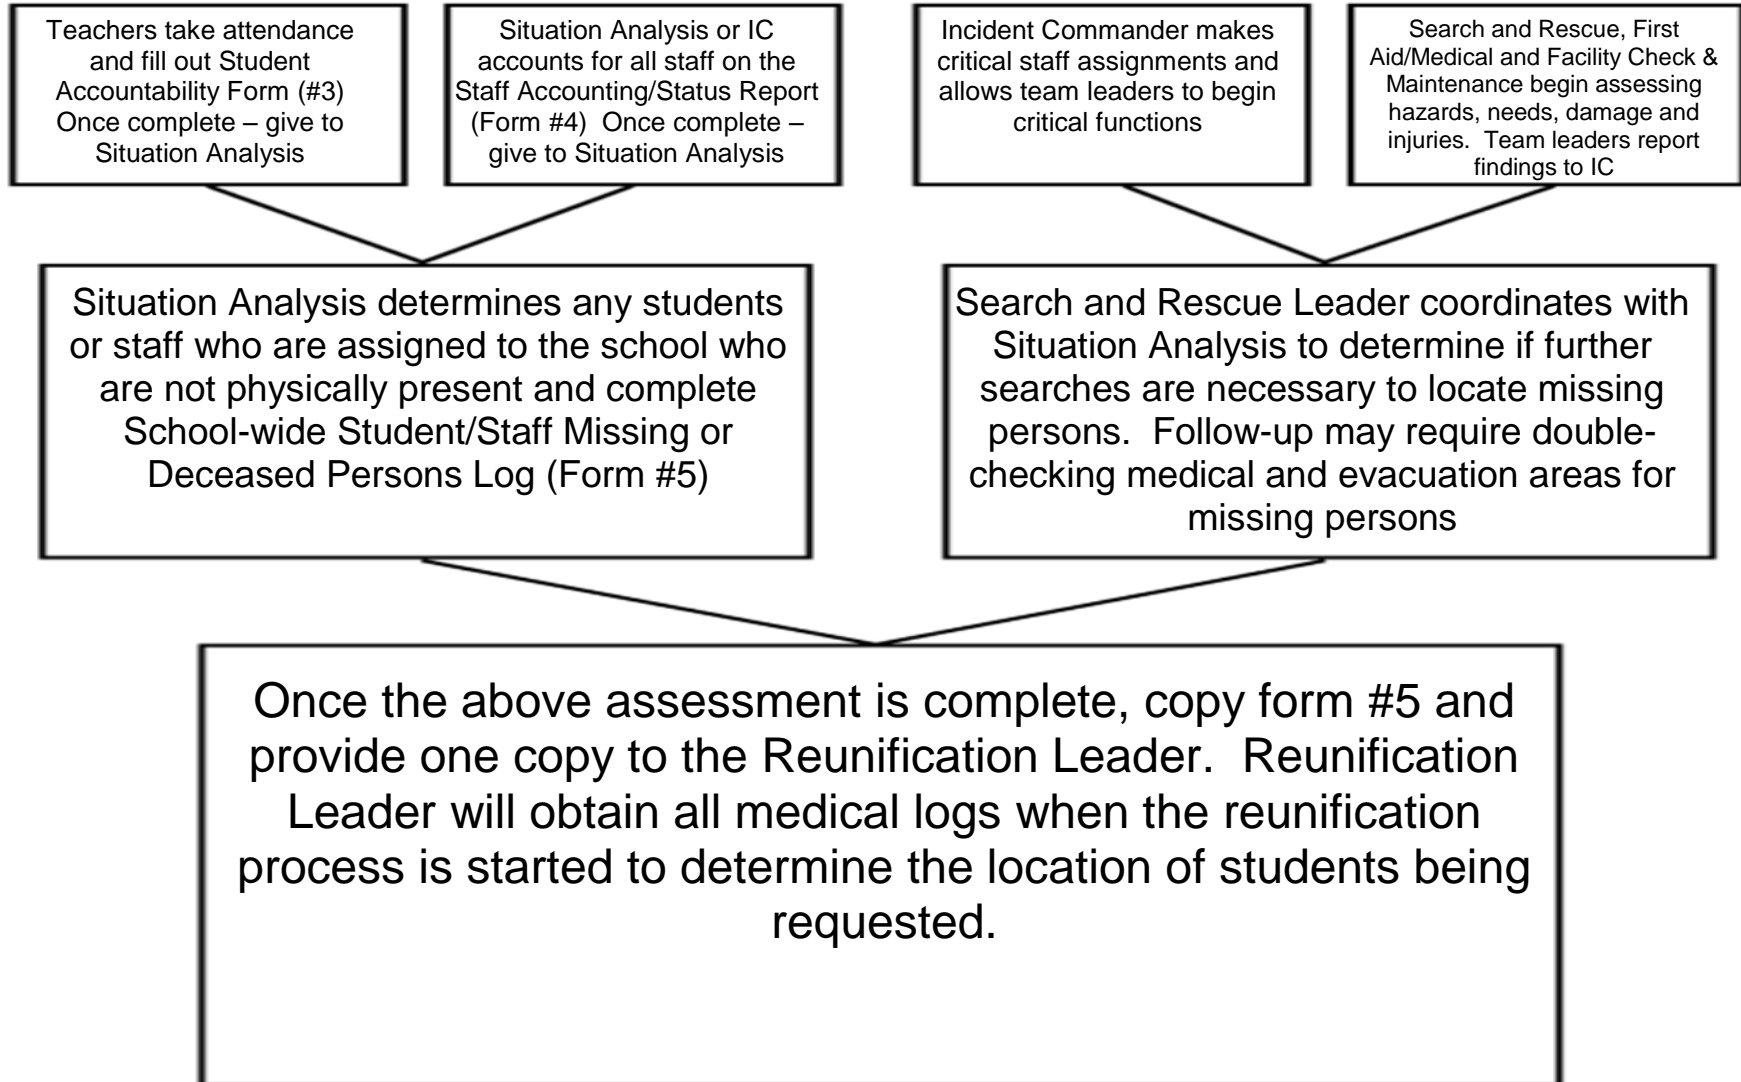 Teachers take attendance
and fill out Student
Accountability Form (#3)
Once complete – give to
Situation Analysis
Situation Analysis or IC
accounts for all staff on the
Staff Accounting/Status Report
(Form #4)  Once complete –
give to Situation Analysis
Incident Commander makes
critical staff assignments and
allows team leaders to begin
critical functions
Search and Rescue, First
Aid/Medical and Facility Check &
Maintenance begin assessing
hazards, needs, damage and
injuries.  Team leaders report
findings to IC
Situation Analysis determines any students
or staff who are assigned to the school who
are not physically present and complete
School-wide Student/Staff Missing or
Deceased Persons Log (Form #5)
Search and Rescue Leader coordinates with
Situation Analysis to determine if further
searches are necessary to locate missing
persons.  Follow-up may require double-
checking medical and evacuation areas for
missing persons
Once the above assessment is complete, copy form #5 and
provide one copy to the Reunification Leader.  Reunification
Leader will obtain all medical logs when the reunification
process is started to determine the location of students being
requested.